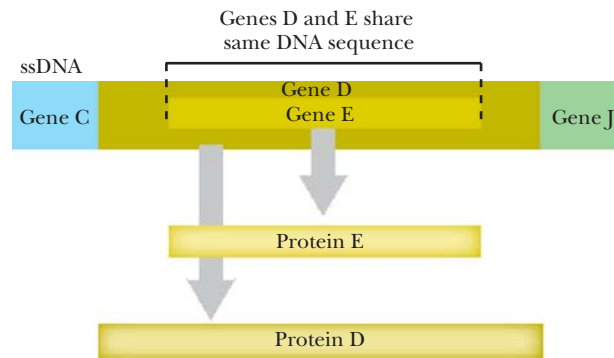 Genes D and E share
same DNA sequence
ssDNA
Gene D
Gene C
Gene E
Gene J
Protein E
Protein D